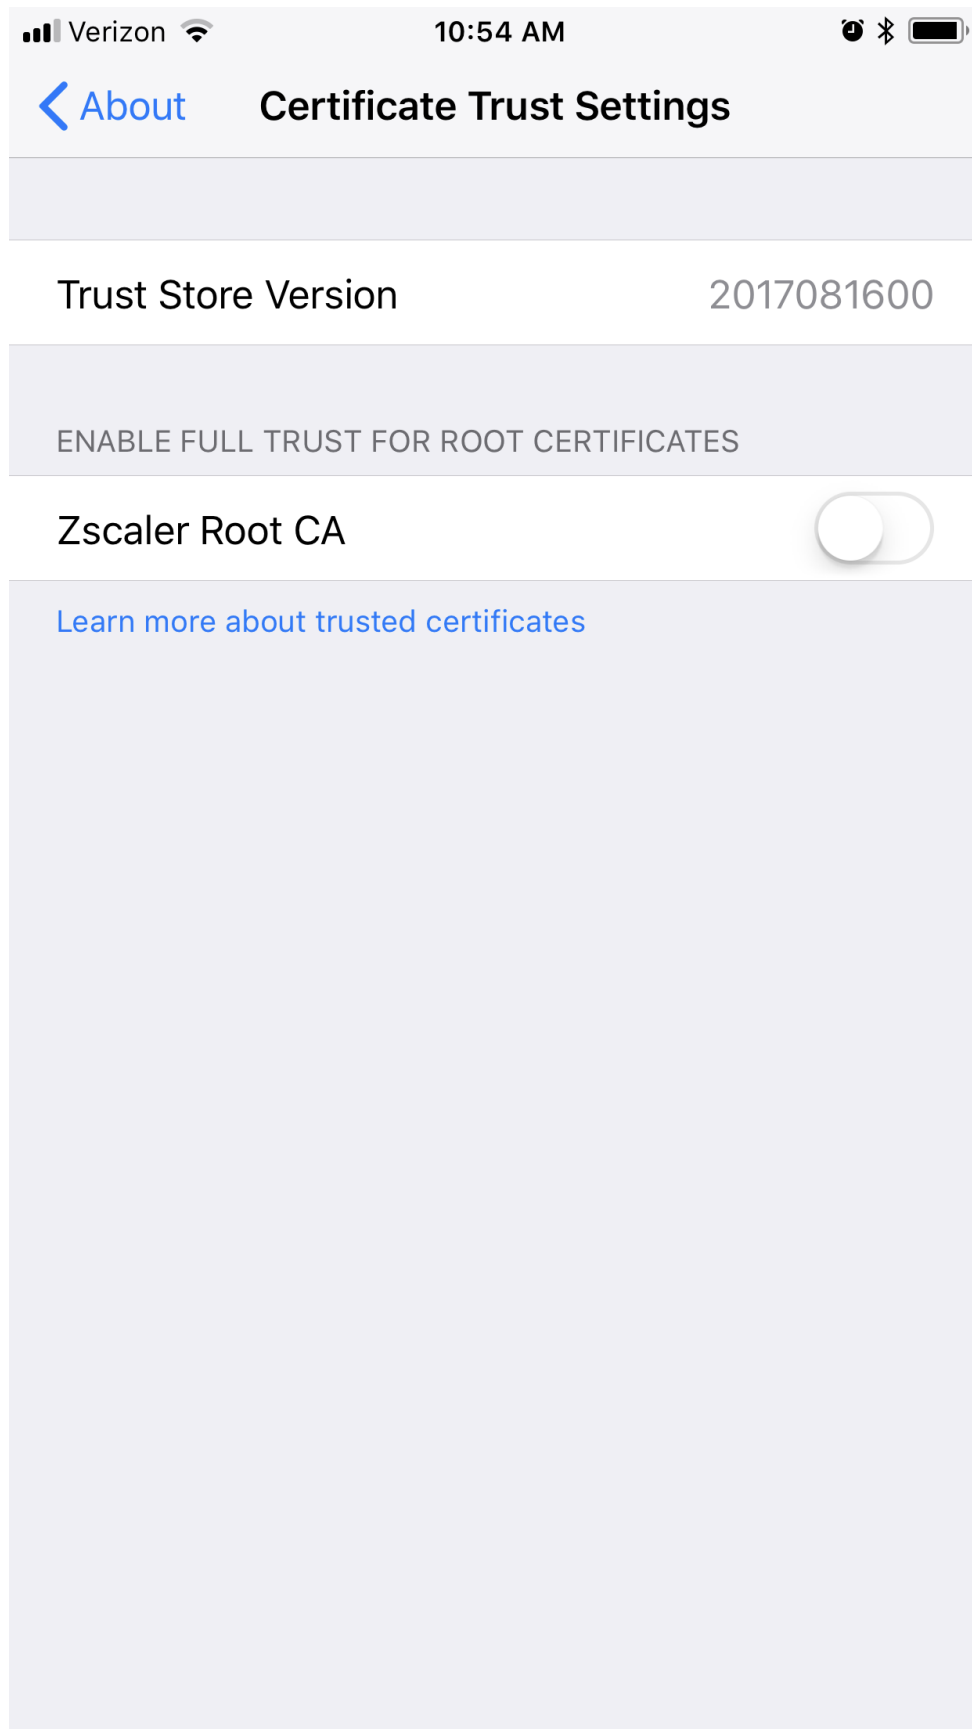 Verizon 10:54 AM
About Certificate Trust Settings
Trust Store Version 2017081600
ENABLE FULL TRUST FOR ROOT CERTIFICATES
Zscaler Root CA
Learn more about trusted certificates